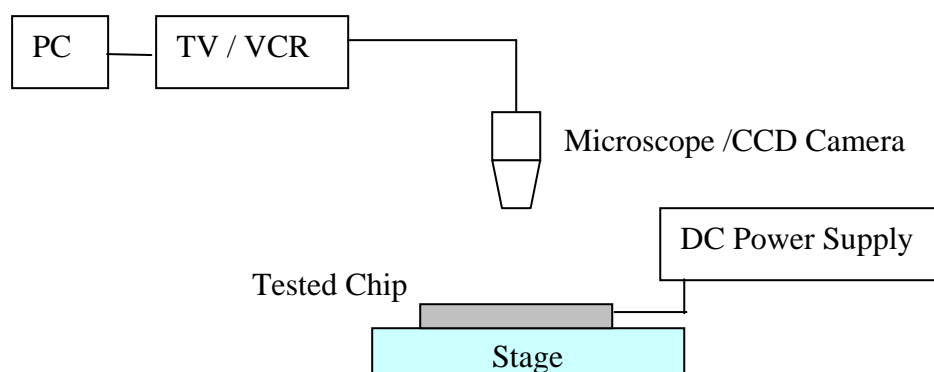 PC
TV / VCR
Microscope /CCD Camera
DC Power Supply
Tested Chip
Stage